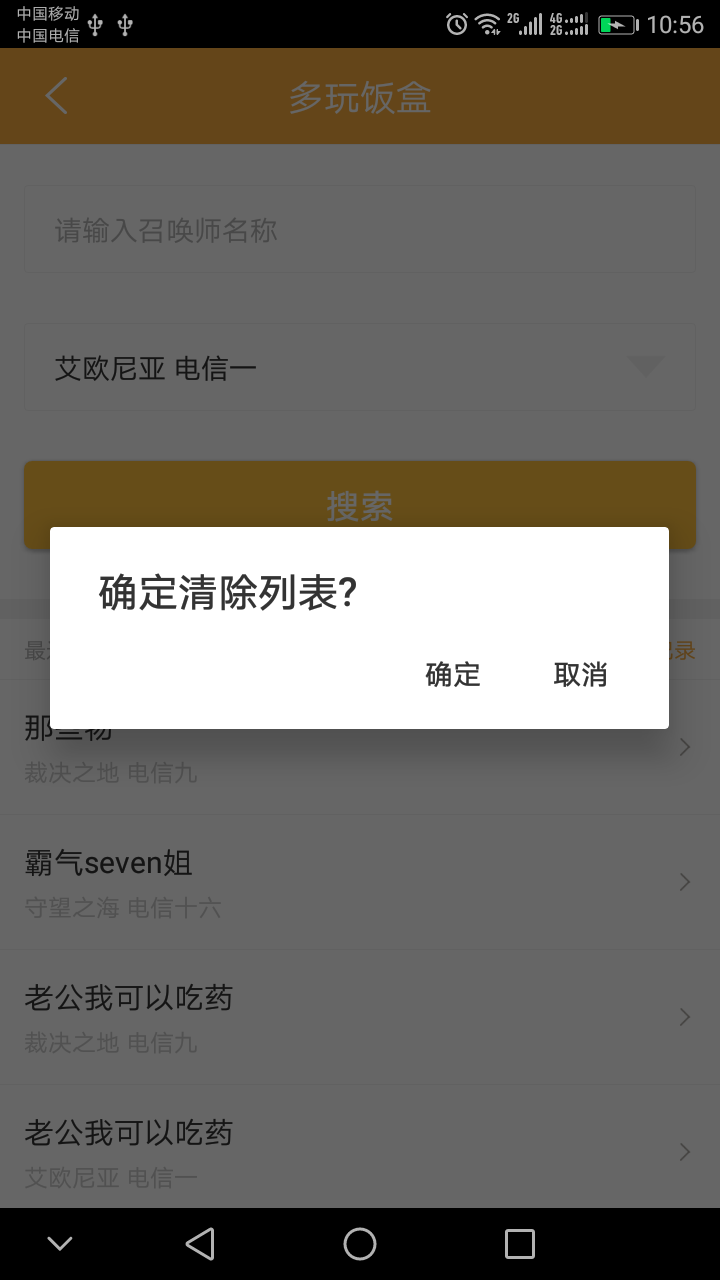 中国移动
中国电信
2G
4G
2G
10:56
多玩饭盒
请输入召唤师名称
艾欧尼亚 电信一
搜索
确定清除列表?
确定
取消
最
录
那些
裁决之地 电信九
霸气seven姐
守望之海 电信十六
老公我可以吃药
裁决之地 电信九
老公我可以吃药
艾欧尼亚 电信一